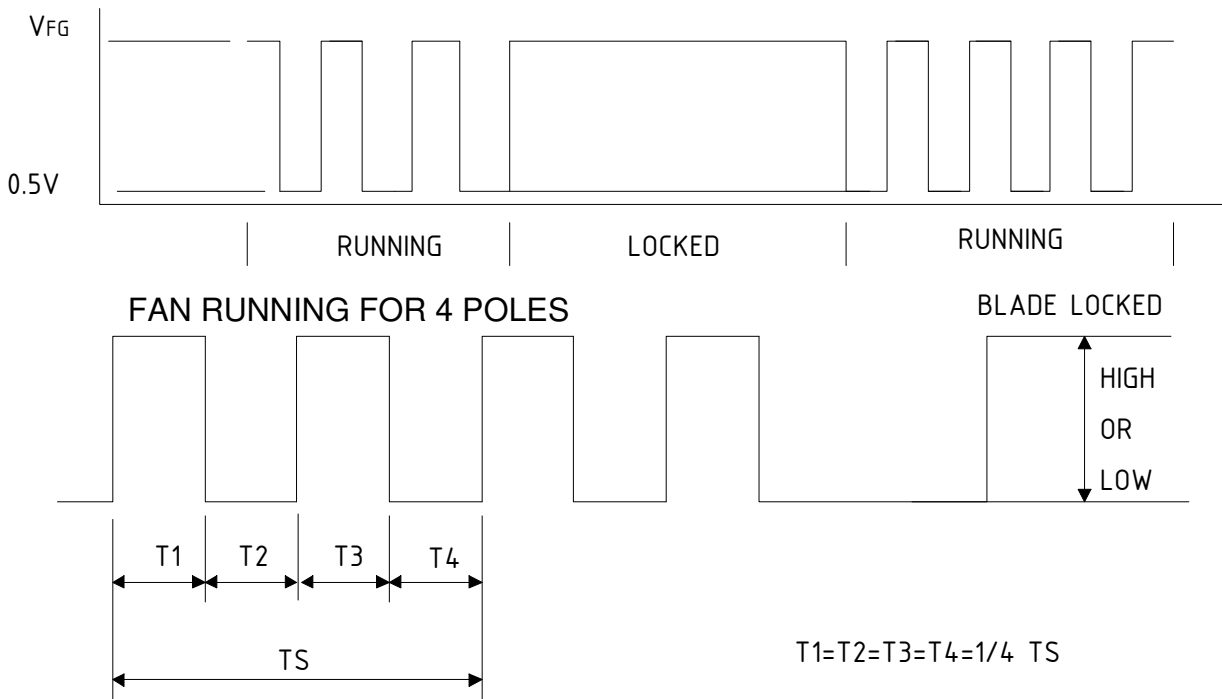 VFG
0.5V
RUNNING
LOCKED
RUNNING
FAN RUNNING FOR 4 POLES
BLADE LOCKED
HIGH
OR
LOW
T1
T2
T3
T4
TS
T1=T2=T3=T4=1/4 TS